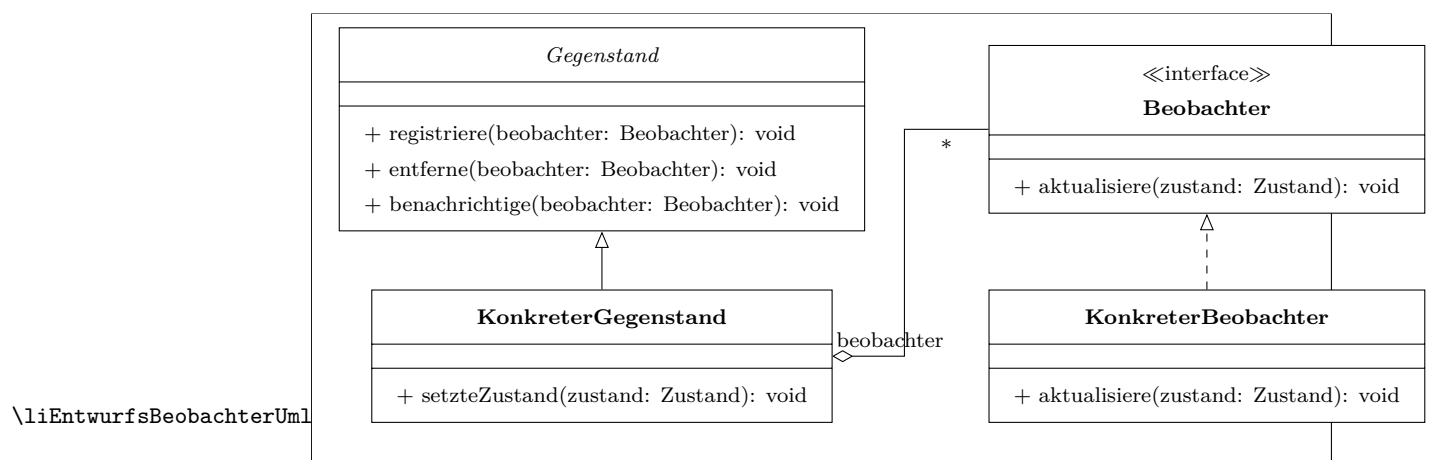 Gegenstand
+ registriere(beobachter: Beobachter): void
+ entferne(beobachter: Beobachter): void
+ benachrichtige(beobachter: Beobachter): void
≪interface≫
Beobachter
+ aktualisiere(zustand: Zustand): void
*
KonkreterGegenstand
+ setzteZustand(zustand: Zustand): void
beobachter
KonkreterBeobachter
+ aktualisiere(zustand: Zustand): void
\liEntwurfsBeobachterUml